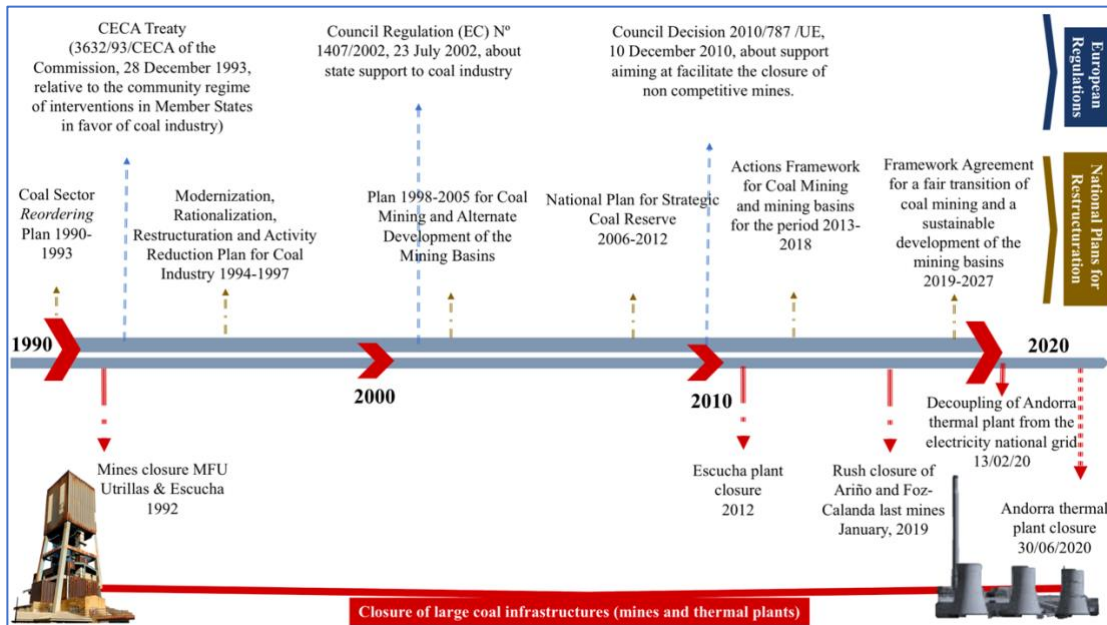 CECA Treaty
(3632/93/CECA of the
Commission, 28 December 1993,
relative to the community regime
of interventions in Member States
in favor of coal industry)
Council Regulation (EC) Nº
1407/2002, 23 July 2002, about
state support to coal industry
Council Decision 2010/787 /UE,
10 December 2010, about support
aiming at facilitate the closure of
non competitive mines.
European
Regulations
Coal Sector
Reordering
Plan 1990-
1993
Modernization,
Rationalization,
Restructuration and Activity
Reduction Plan for Coal
Industry 1994-1997
Plan 1998-2005 for Coal
Mining and Alternate
Development of the
Mining Basins
National Plan for Strategic
Coal Reserve
2006-2012
Actions Framework
for Coal Mining
and mining basins
for the period 2013-
2018
Framework Agreement
for a fair transition of
coal mining and a
sustainable
development of the
mining basins
2019-2027
National Plans for
Restructuration
1990
2000
2010
2020
Mines closure MFU
Utrillas & Escucha
1992
Escucha plant
closure
2012
Rush closure of
Ariño and Foz-
Calanda last mines
January, 2019
Decoupling of Andorra
thermal plant from the
electricity national grid
13/02/20
Andorra thermal
plant closure
30/06/2020
Closure of large coal infrastructures (mines and thermal plants)